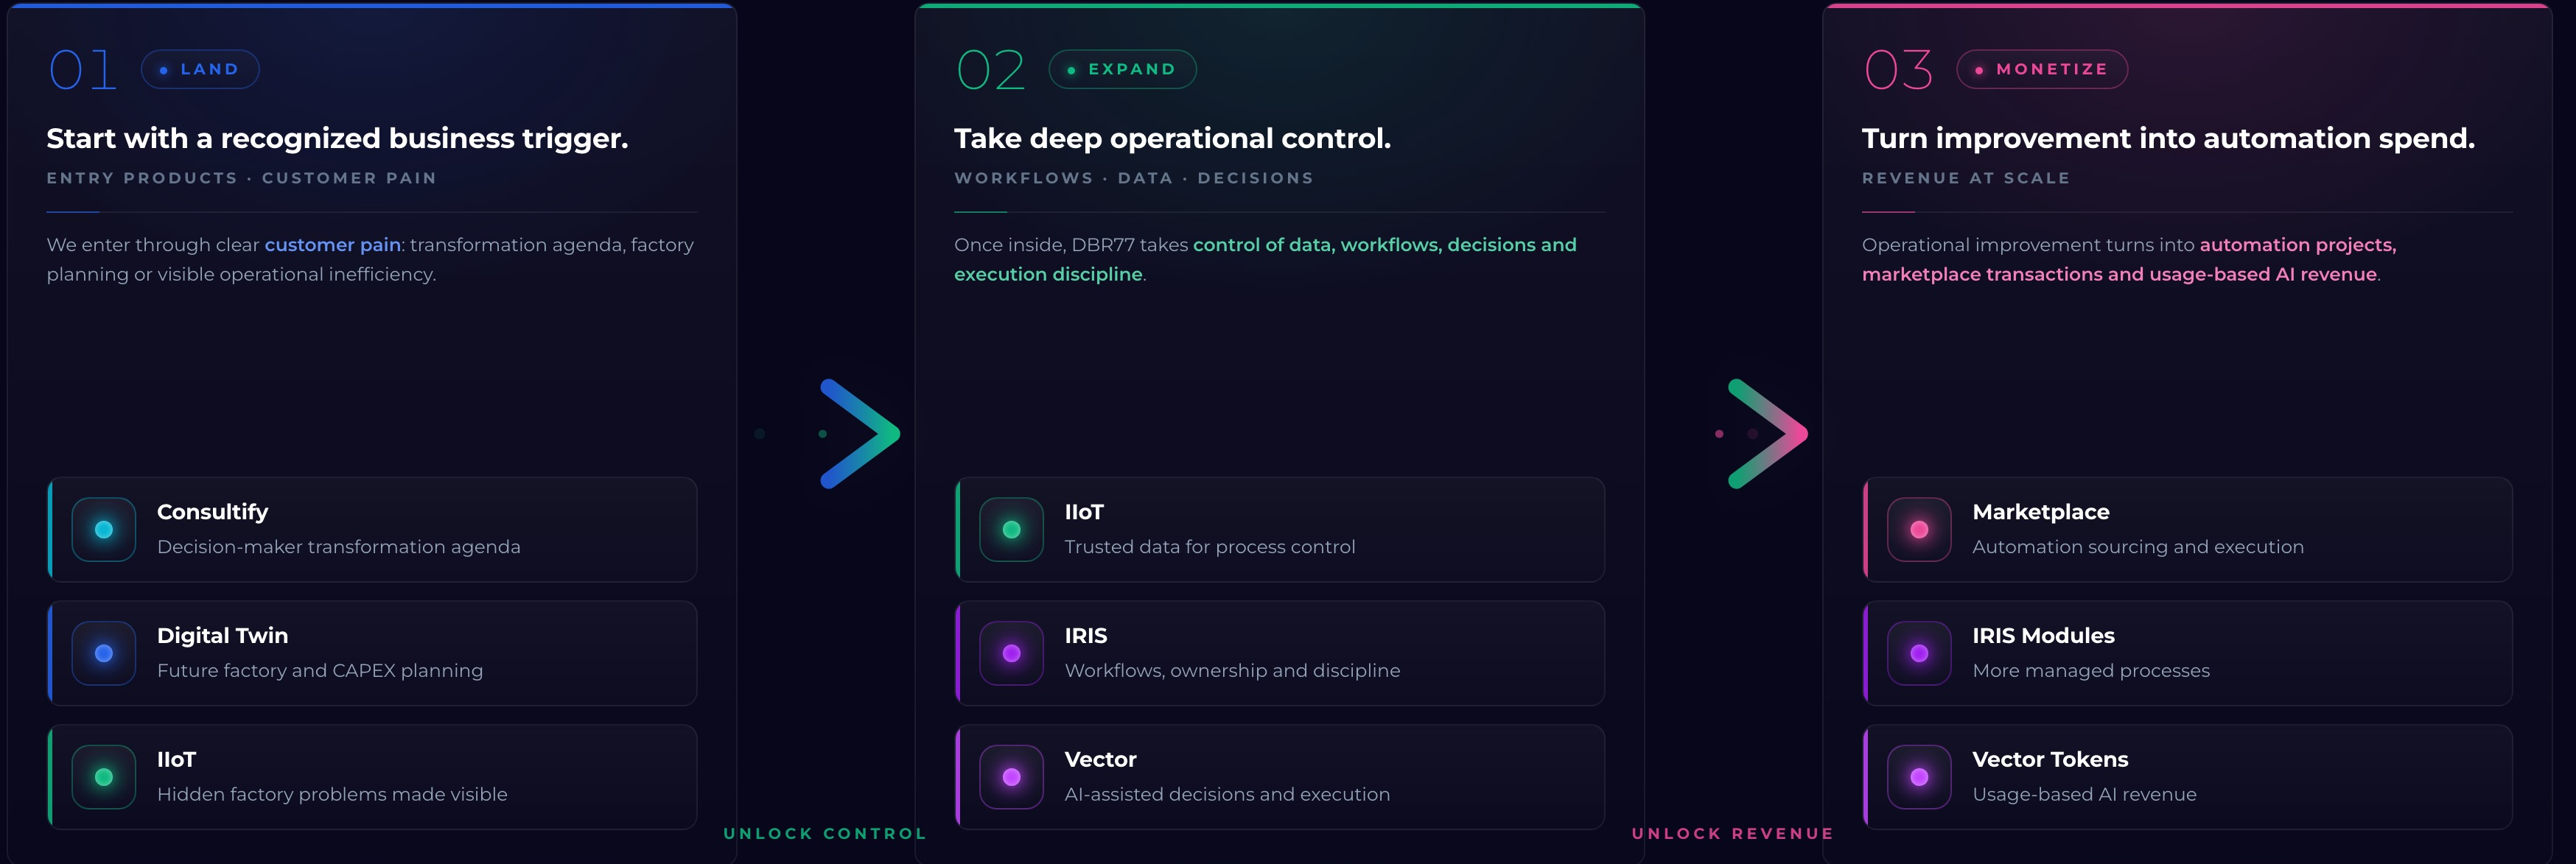 01
LAND
Start with a recognized business trigger.
ENTRY PRODUCTS · CUSTOMER PAIN
We enter through clear customer pain: transformation agenda, factory
planning or visible operational inefficiency.
Consultify
Decision-maker transformation agenda
Digital Twin
Future factory and CAPEX planning
IIoT
Hidden factory problems made visible
UNLOCK CONTROL
02
EXPAND
Take deep operational control.
WORKFLOWS · DATA · DECISIONS
Once inside, DBR77 takes control of data, workflows, decisions and
execution discipline.
IIoT
Trusted data for process control
IRIS
Workflows, ownership and discipline
Vector
AI-assisted decisions and execution
UNLOCK REVENUE
03
MONETIZE
Turn improvement into automation spend.
REVENUE AT SCALE
Operational improvement turns into automation projects,
marketplace transactions and usage-based AI revenue.
Marketplace
Automation sourcing and execution
IRIS Modules
More managed processes
Vector Tokens
Usage-based AI revenue